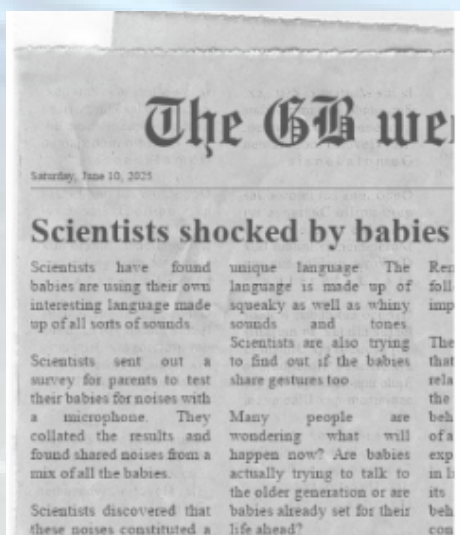 The GB we
Saturday, June 10, 2025
Scientists shocked by babies
Scientists have found
babies are using their own
interesting language made
up of all sorts of sounds.
Scientists sent out a
survey for parents to test
their babies for noises with
a microphone. They
collated the results and
found shared noises from a
mix of all the babies.
Scientists discovered that
these noises constituted a
unique language The
language is made up of
squeaky as well as whiny
sounds and tones.
Scientists are also trying
to find out if the babies
share gestures too
Many people are
wondering what will
happen now? Are babies
actually trying to talk to
the older generation or are
babies already set for their
life ahead?
foll
imp
The
that
rela
the
beh
of a
exp
in b
its
beh
con